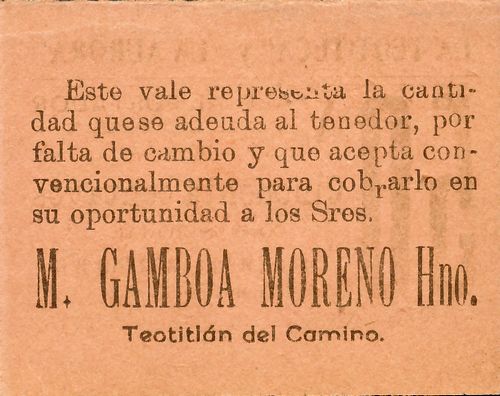 Este vale representa la canti-
dad quese adeuda al tenedor, por
falta de cambio y que acepta con-
vencionalmente para cobrarlo en
su oportunidad a los Sres.
M. GAMBOA MORENO Hno.
Teotitlán del Camino.